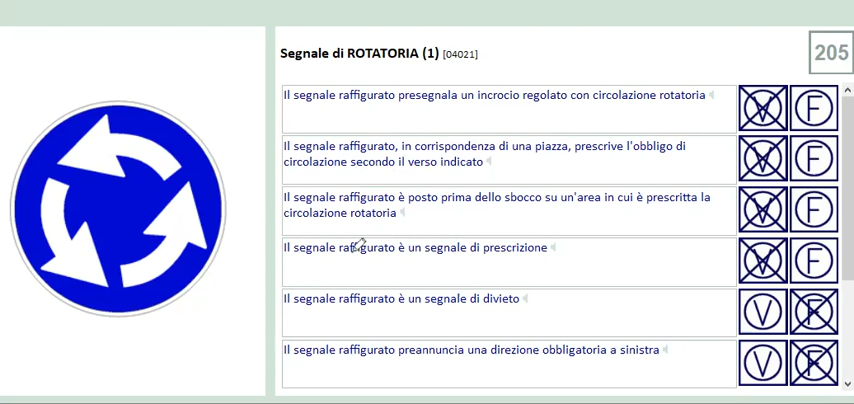 Segnale di ROTATORIA (1) [04021]
205
Il segnale raffigurato presegnala un incrocio regolato con circolazione rotatoria
V F
Il segnale raffigurato, in corrispondenza di una piazza, prescrive l'obbligo di
circolazione secondo il verso indicato
V F
Il segnale raffigurato è posto prima dello sbocco su un'area in cui è prescritta la
circolazione rotatoria
V F
Il segnale raffigurato è un segnale di prescrizione
V F
Il segnale raffigurato è un segnale di divieto
V F
Il segnale raffigurato preannuncia una direzione obbligatoria a sinistra
V F